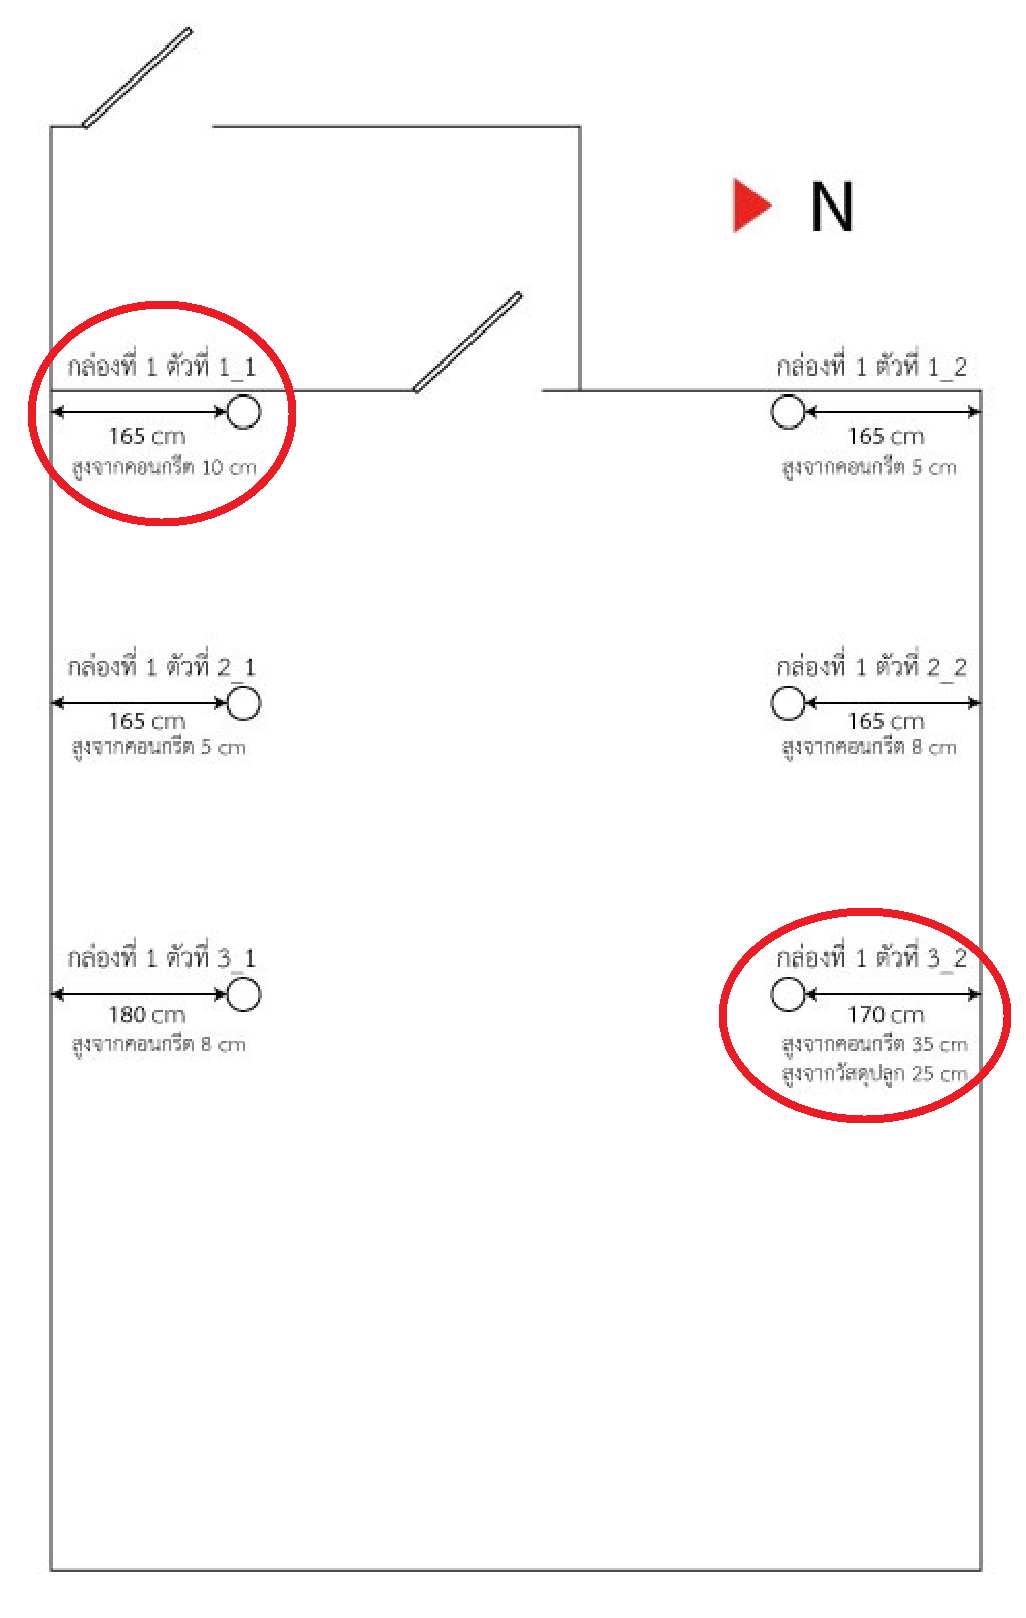 N
กล่องที่ 1 ตัวที่ 1_1
165 cm
สูงจากคอนกรีต 10 cm
กล่องที่ 1 ตัวที่ 1_2
165 cm
สูงจากคอนกรีต 5 cm
กล่องที่ 1 ตัวที่ 2_1
165 cm
สูงจากคอนกรีต 5 cm
กล่องที่ 1 ตัวที่ 2_2
165 cm
สูงจากคอนกรีต 8 cm
กล่องที่ 1 ตัวที่ 3_1
180 cm
สูงจากคอนกรีต 8 cm
กล่องที่ 1 ตัวที่ 3_2
170 cm
สูงจากคอนกรีต 35 cm
สูงจากวัสดุปลูก 25 cm